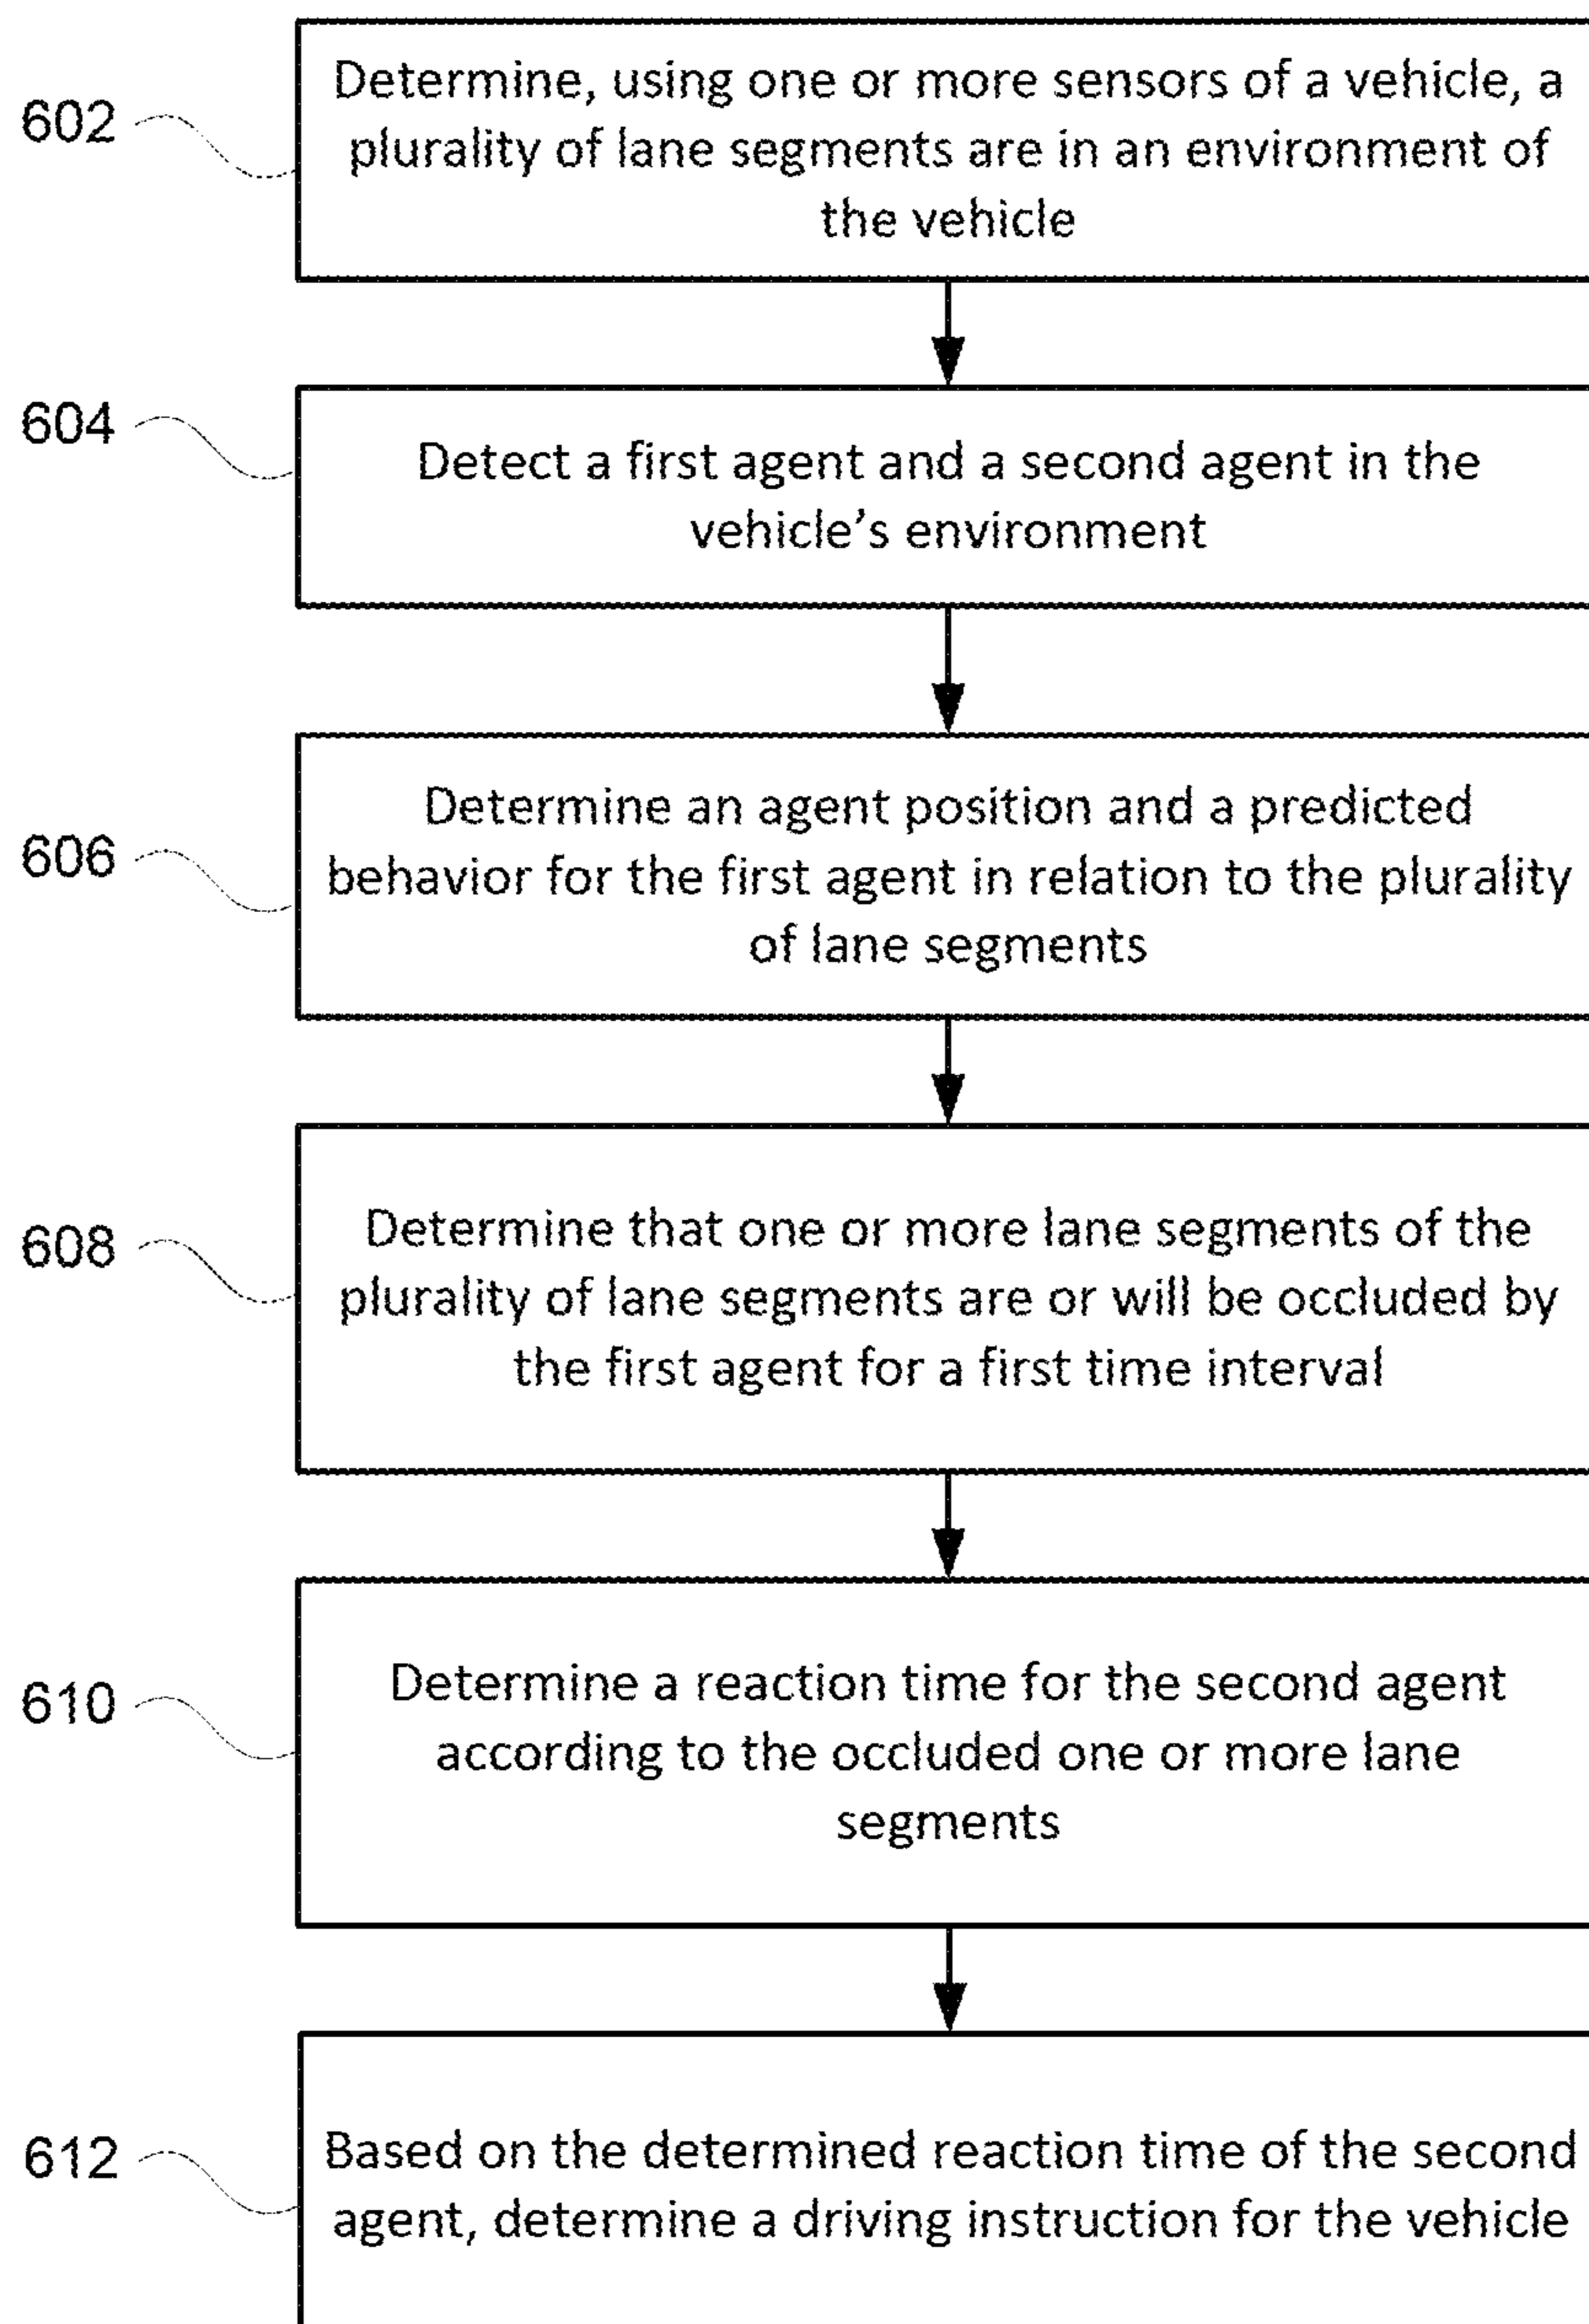 602
Determine, using one or more sensors of a vehicle, a
plurality of lane segments are in an environment of
the vehicle
604
Detect a first agent and a second agent in the
vehicle’s environment
606
Determine an agent position and a predicted
behavior for the first agent in relation to the plurality
of lane segments
608
Determine that one or more lane segments of the
plurality of lane segments are or will be occluded by
the first agent for a first time interval
610
Determine a reaction time for the second agent
according to the occluded one or more lane
segments
612
Based on the determined reaction time of the second
agent, determine a driving instruction for the vehicle